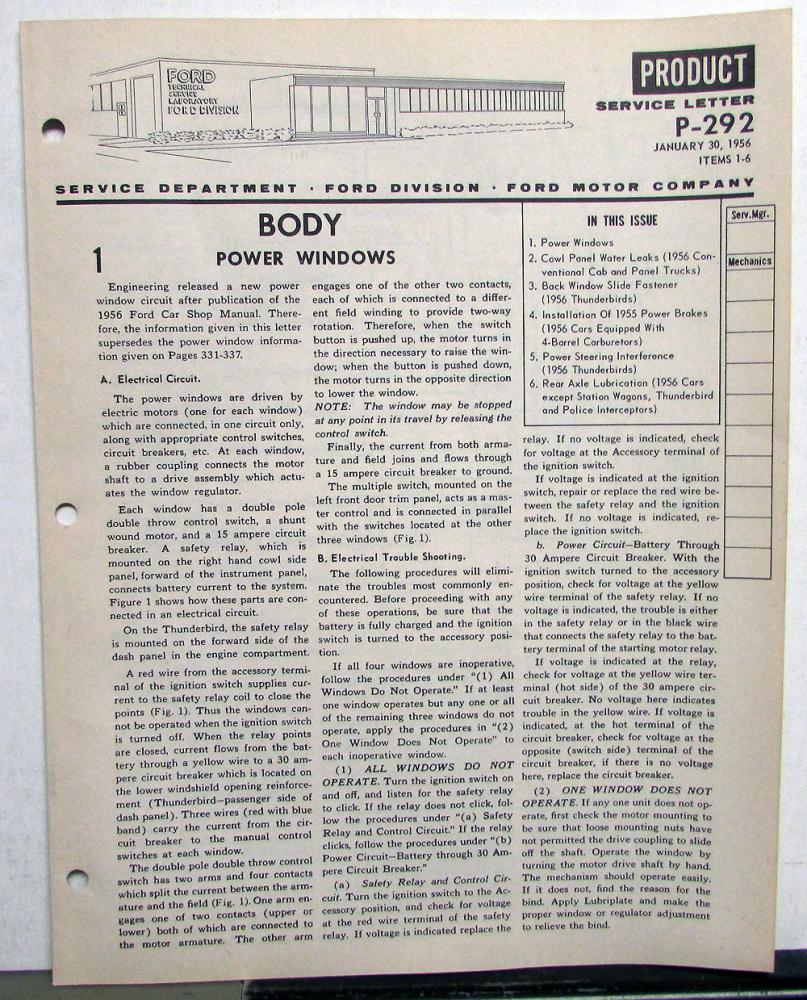 FORD
TECHNICAL
SERVICE
LABORATORY
FORD DIVISION
PRODUCT
SERVICE LETTER
P-292
JANUARY 30, 1956
ITEMS 1-6
SERVICE DEPARTMENT · FORD DIVISION · FORD MOTOR COMPANY
BODY
1 POWER WINDOWS
Engineering released a new power
window circuit after publication of the
1956 Ford Car Shop Manual. There-
fore, the information given in this letter
supersedes the power window informa-
tion given on Pages 331-337.
A. Electrical Circuit.
The power windows are driven by
electric motors (one for each window)
which are connected, in one circuit only,
along with appropriate control switches,
circuit breakers, etc. At each window,
a rubber coupling connects the motor
shaft to a drive assembly which actu-
ates the window regulator.
Each window has a double pole
double throw control switch, a shunt
wound motor, and a 15 ampere circuit
breaker. A safety relay, which is
mounted on the right hand cowl side
panel, forward of the instrument panel,
connects battery current to the system.
Figure 1 shows how these parts are con-
nected in an electrical circuit.
On the Thunderbird, the safety relay
is mounted on the forward side of the
dash panel in the engine compartment.
A red wire from the accessory termi-
nal of the ignition switch supplies cur-
rent to the safety relay coil to close the
points (Fig. 1). Thus the windows can-
not be operated when the ignition switch
is turned off. When the relay points
are closed, current flows from the bat-
tery through a yellow wire to a 30 am-
pere circuit breaker which is located on
the lower windshield opening reinforce-
ment (Thunderbird—passenger side of
dash panel). Three wires (red with blue
band) carry the current from the cir-
cuit breaker to the manual control
switches at each window.
The double pole double throw control
switch has two arms and four contacts
which split the current between the arm-
ature and the field (Fig. 1). One arm en-
gages one of two contacts (upper or
lower) both of which are connected to
the motor armature. The other arm
engages one of the other two contacts,
each of which is connected to a differ-
ent field winding to provide two-way
rotation. Therefore, when the switch
button is pushed up, the motor turns in
the direction necessary to raise the win-
dow; when the button is pushed down,
the motor turns in the opposite direction
to lower the window.
NOTE: The window may be stopped
at any point in its travel by releasing the
control switch.
Finally, the current from both arma-
ture and field joins and flows through
a 15 ampere circuit breaker to ground.
The multiple switch, mounted on the
left front door trim panel, acts as a mas-
ter control and is connected in parallel
with the switches located at the other
three windows (Fig. 1).
B. Electrical Trouble Shooting.
The following procedures will elimi-
nate the troubles most commonly en-
countered. Before proceeding with any
of these operations, be sure that the
battery is fully charged and the ignition
switch is turned to the accessory posi-
tion.
If all four windows are inoperative,
follow the procedures under "(1) All
Windows Do Not Operate." If at least
one window operates but any one or all
of the remaining three windows do not
operate, apply the procedures in "(2)
One Window Does Not Operate" to
each inoperative window.
(1) ALL WINDOWS DO NOT
OPERATE. Turn the ignition switch on
and off, and listen for the safety relay
to click. If the relay does not click, fol-
low the procedures under "(a) Safety
Relay and Control Circuit." If the relay
clicks, follow the procedures under "(b)
Power Circuit—Battery through 30 Am-
pere Circuit Breaker."
(a) Safety Relay and Control Cir-
cuit. Turn the ignition switch to the Ac-
cessory position, and check for voltage
at the red wire terminal of the safety
relay. If voltage is indicated replace the
IN THIS ISSUE
1. Power Windows
2. Cowl Panel Water Leaks (1956 Con-
ventional Cab and Panel Trucks)
3. Back Window Slide Fastener
(1956 Thunderbirds)
4. Installation Of 1955 Power Brakes
(1956 Cars Equipped With
4-Barrel Carburetors)
5. Power Steering Interference
(1956 Thunderbirds)
6. Rear Axle Lubrication (1956 Cars
except Station Wagons, Thunderbird
and Police Interceptors)
relay. If no voltage is indicated, check
for voltage at the Accessory terminal of
the ignition switch.
If voltage is indicated at the ignition
switch, repair or replace the red wire be-
tween the safety relay and the ignition
switch. If no voltage is indicated, re-
place the ignition switch.
b. Power Circuit—Battery Through
30 Ampere Circuit Breaker. With the
ignition switch turned to the accessory
position, check for voltage at the yellow
wire terminal of the safety relay. If no
voltage is indicated, the trouble is either
in the safety relay or in the black wire
that connects the safety relay to the bat-
tery terminal of the starting motor relay.
If voltage is indicated at the relay,
check for voltage at the yellow wire ter-
minal (hot side) of the 30 ampere cir-
cuit breaker. No voltage here indicates
trouble in the yellow wire. If voltage is
indicated, at the hot terminal of the
circuit breaker, check for voltage at the
opposite (switch side) terminal of the
circuit breaker, if there is no voltage
here, replace the circuit breaker.
(2) ONE WINDOW DOES NOT
OPERATE. If any one unit does not op-
erate, first check the motor mounting to
be sure that loose mounting nuts have
not permitted the drive coupling to slide
off the shaft. Operate the window by
turning the motor drive shaft by hand.
The mechanism should operate easily.
If it does not, find the reason for the
bind. Apply Lubriplate and make the
proper window or regulator adjustment
to relieve the bind.
Serv. Mgr.
Mechanics